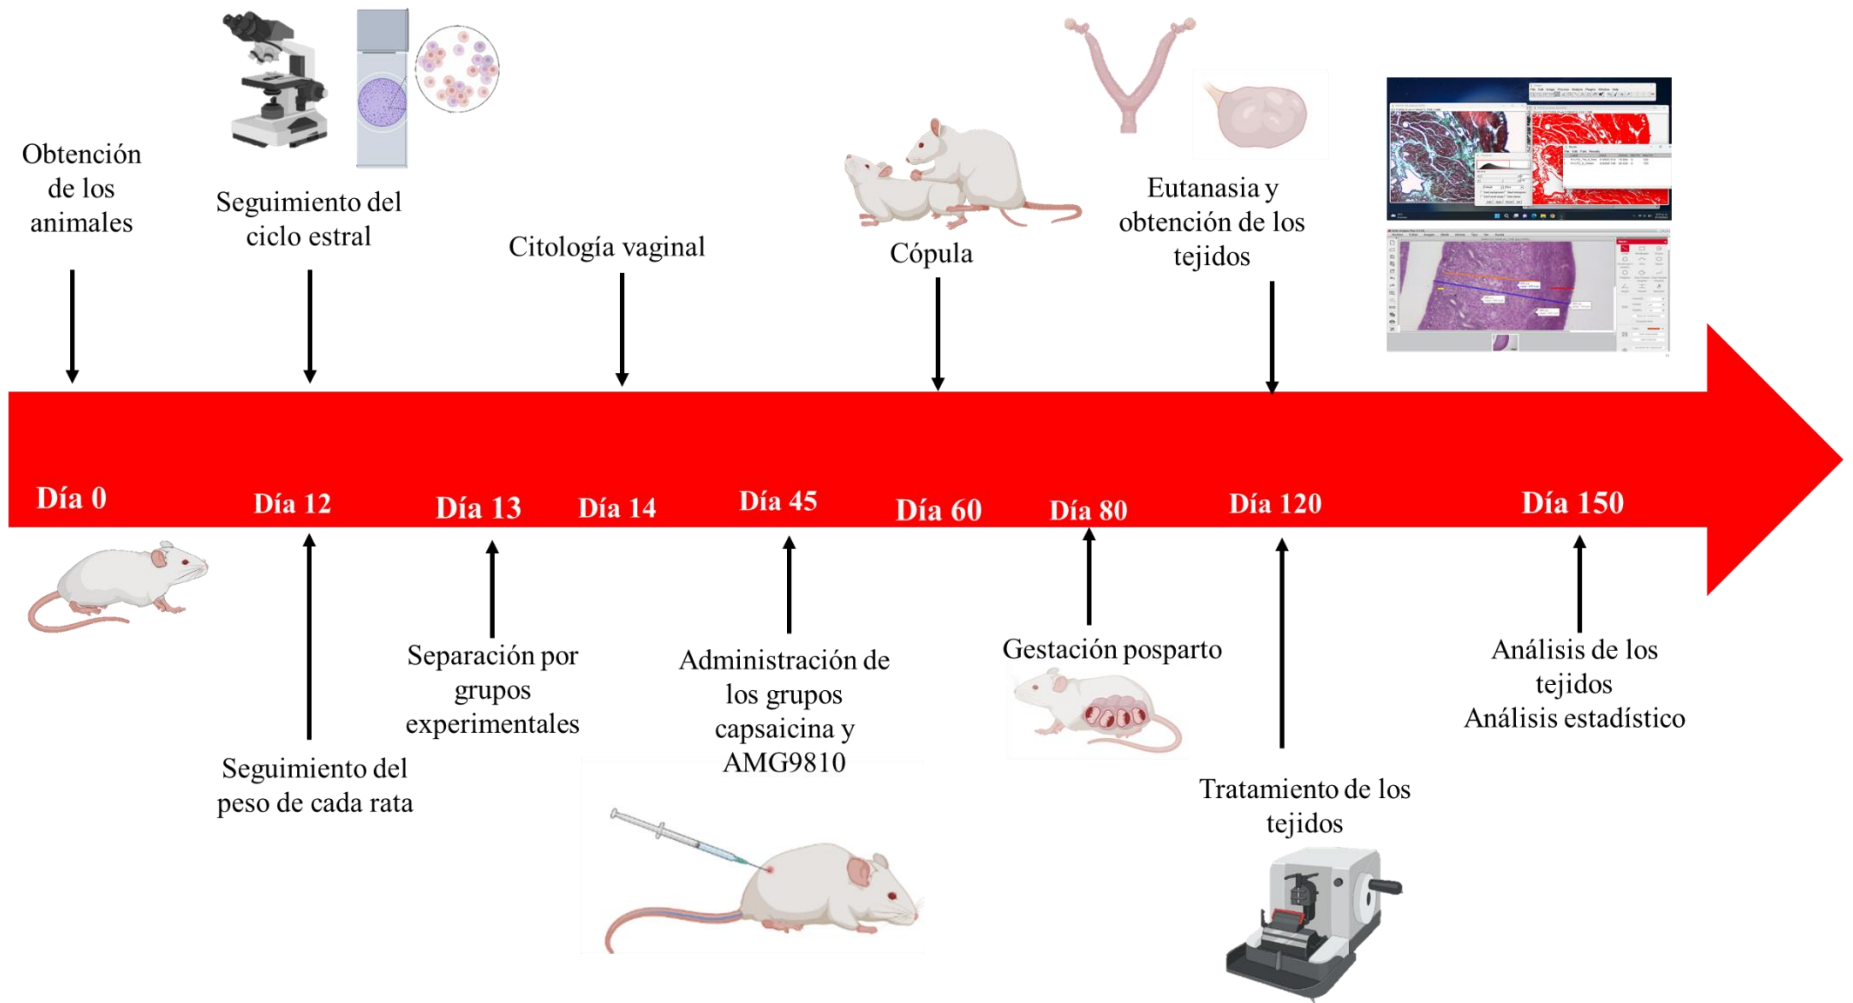 Obtención
de los
animales
Seguimiento del
ciclo estral
Citología vaginal
Cópula
Eutanasia y
obtención de los
tejidos
Día 0
Día 12
Día 13
Día 14
Día 45
Día 60
Día 80
Día 120
Día 150
Seguimiento del
peso de cada rata
Separación por
grupos
experimentales
Administración de
los grupos
capsaicina y
AMG9810
Gestación posparto
Tratamiento de los
tejidos
Análisis de los
tejidos
Análisis estadístico